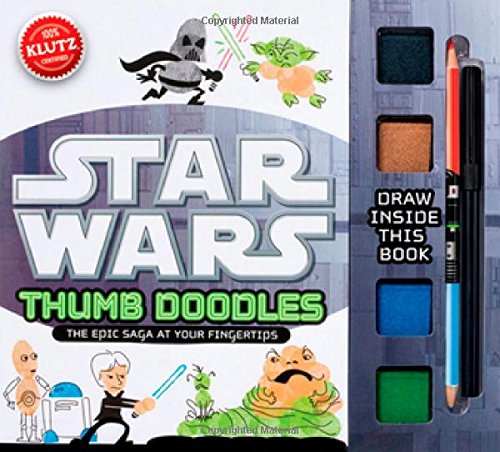 Copyrighted Material
100%
KLUTZ
CERTIFIED
STAR
WARS
THUMB DOODLES
THE EPIC SAGA AT YOUR FINGERTIPS
DRAW
INSIDE
THIS
BOOK
Copyrighted Material